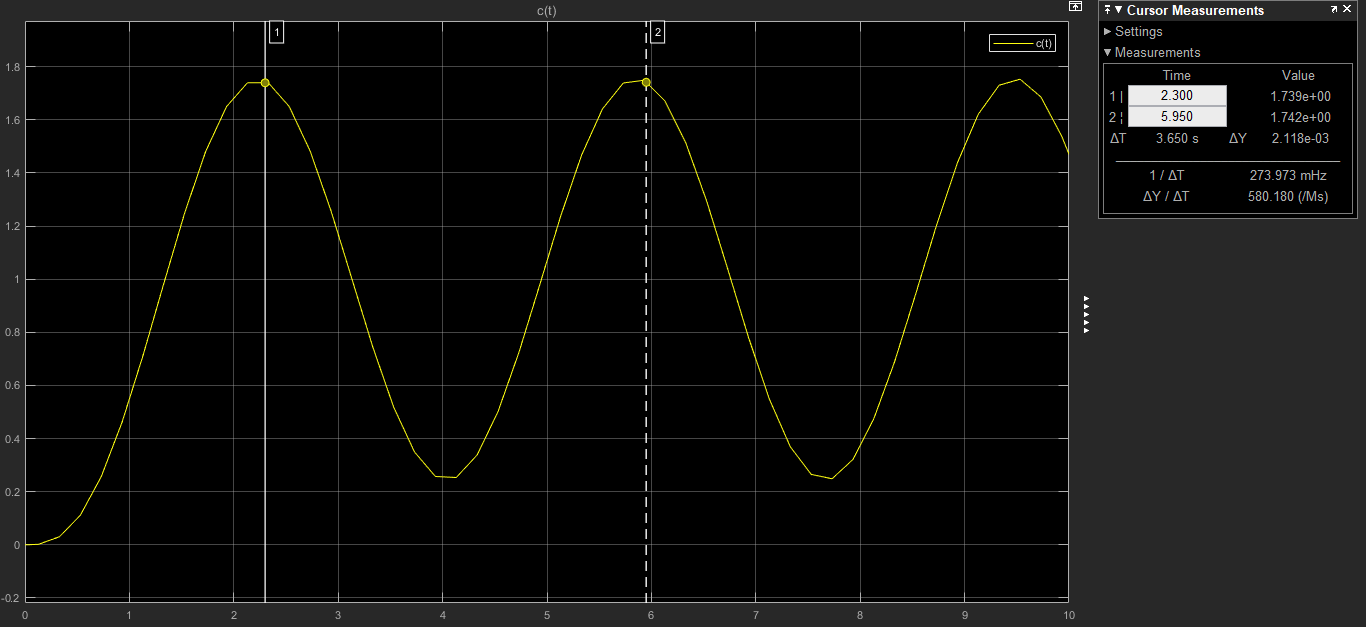 c(t)
1
2
c(t)
1.8
1.6
1.4
1.2
1
0.8
0.6
0.4
0.2
0
-0.2
0 1 2 3 4 5 6 7 8 9 10
Cursor Measurements
Settings
Measurements
Time Value
1 | 2.300 1.739e+00
2 ¦ 5.950 1.742e+00
ΔT 3.650 s ΔY 2.118e-03
1 / ΔT 273.973 mHz
ΔY / ΔT 580.180 (/Ms)